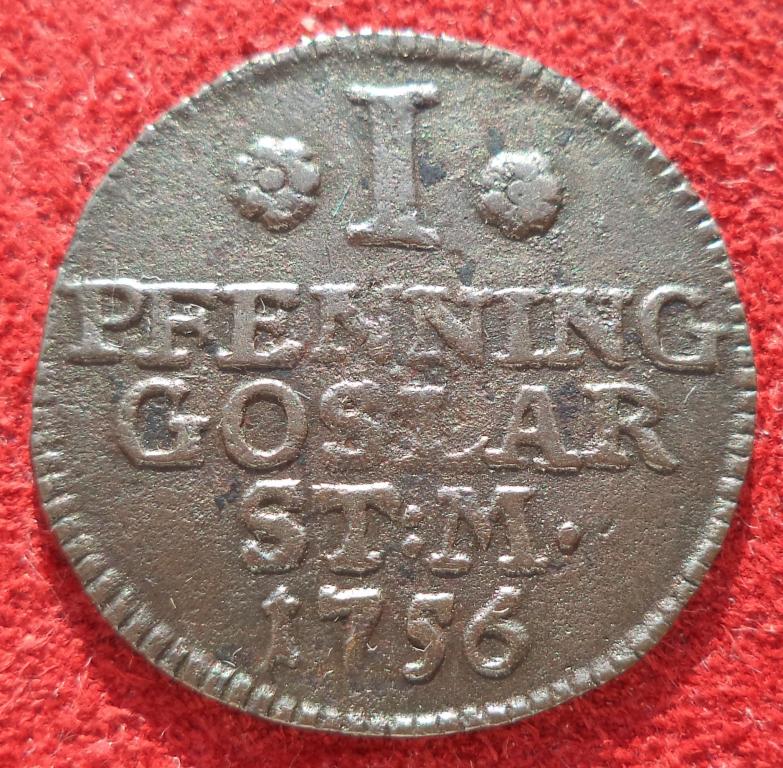 I
PFENNING
GOSLAR
ST:M.
1756